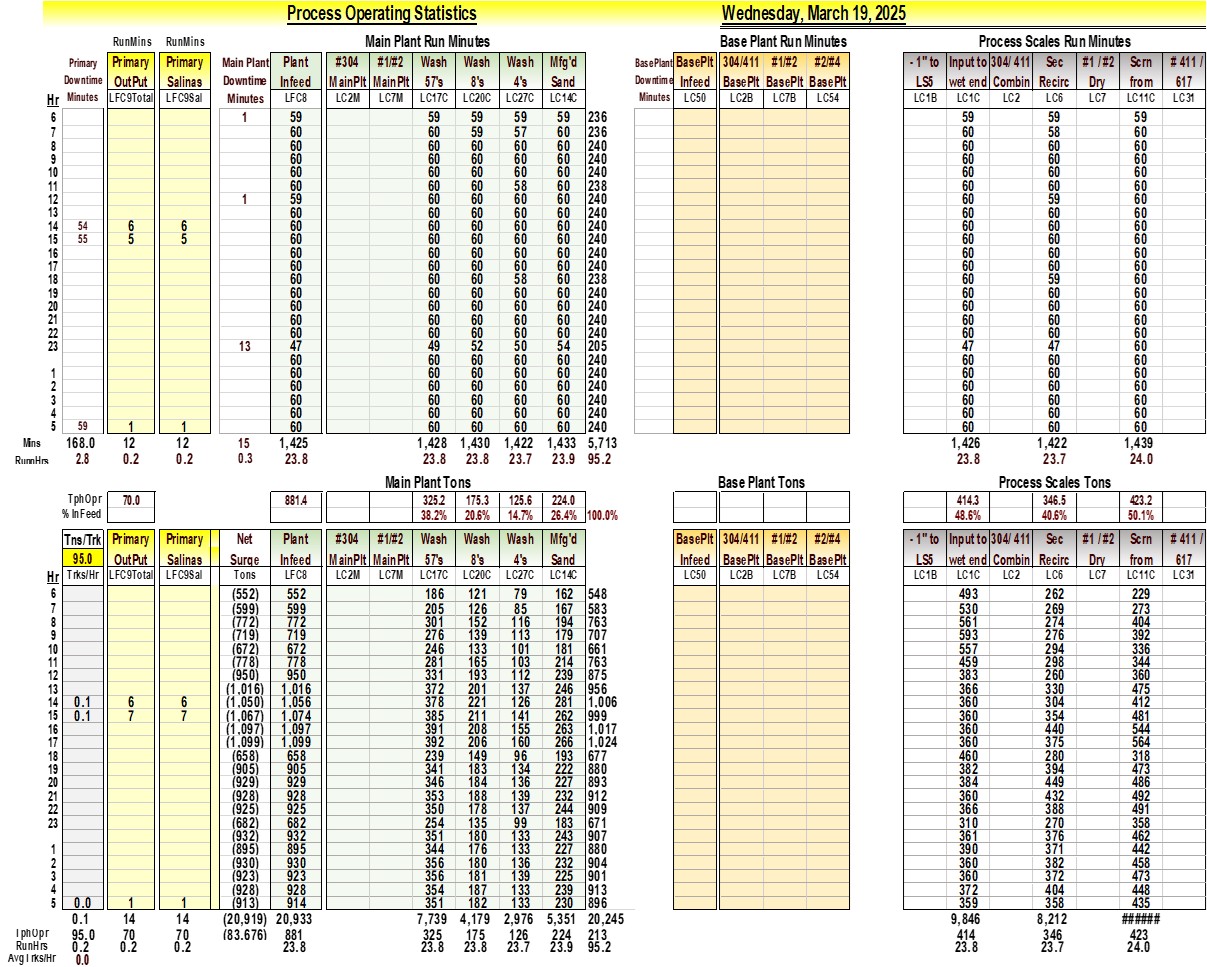 Process Operating Statistics Wednesday, March 19, 2025
RunMins RunMins Main Plant Run Minutes Base Plant Run Minutes Process Scales Run Minutes
Primary Primary Primary Main Plant Plant #304 #1/#2 Wash Wash Wash Mfg'd BasePlant BasePlt 304/411 #1/#2 #2/#4 - 1" to Input to 304/ 411 Sec #1 / #2 Scrn # 411 /
Downtime OutPut Salinas Downtime Infeed MainPlt MainPlt 57's 8's 4's Sand Downtime Infeed BasePlt BasePlt BasePlt LS5 wet end Combin Recirc Dry from 617
Hr Minutes LFC9Total LFC9Sal Minutes LFC8 LC2M LC7M LC17C LC20C LC27C LC14C Minutes LC50 LC2B LC7B LC54 LC1B LC1C LC2 LC6 LC7 LC11C LC31
6 1 59 59 59 59 59 236 59 59 59
7 60 60 59 57 60 236 60 58 60
8 60 60 60 60 60 240 60 60 60
9 60 60 60 60 60 240 60 60 60
10 60 60 60 60 60 240 60 60 60
11 60 60 60 58 60 238 60 60 60
12 1 59 60 60 60 60 240 60 59 60
13 60 60 60 60 60 240 60 60 60
14 54 6 6 60 60 60 60 60 240 60 60 60
15 55 5 5 60 60 60 60 60 240 60 60 60
16 60 60 60 60 60 240 60 60 60
17 60 60 60 60 60 240 60 60 60
18 60 60 60 58 60 238 60 59 60
19 60 60 60 60 60 240 60 60 60
20 60 60 60 60 60 240 60 60 60
21 60 60 60 60 60 240 60 60 60
22 60 60 60 60 60 240 60 60 60
23 13 47 49 52 50 54 205 47 47 60
60 60 60 60 60 240 60 60 60
1 60 60 60 60 60 240 60 60 60
2 60 60 60 60 60 240 60 60 60
3 60 60 60 60 60 240 60 60 60
4 60 60 60 60 60 240 60 60 60
5 59 1 1 60 60 60 60 60 240 60 60 60
Mins 168.0 12 12 15 1,425 1,428 1,430 1,422 1,433 5,713 1,426 1,422 1,439
RunnHrs 2.8 0.2 0.2 0.3 23.8 23.8 23.8 23.7 23.9 95.2 23.8 23.7 24.0
Main Plant Tons Base Plant Tons Process Scales Tons
TphOpr 70.0 881.4 325.2 175.3 125.6 224.0 414.3 346.5 423.2
% InFeed 38.2% 20.6% 14.7% 26.4% 100.0% 48.6% 40.6% 50.1%
Tns/Trk Primary Primary Net Plant #304 #1/#2 Wash Wash Wash Mfg'd BasePlt 304/411 #1/#2 #2/#4 - 1" to Input to 304/ 411 Sec #1 / #2 Scrn # 411 /
95.0 OutPut Salinas Surge Infeed MainPlt MainPlt 57's 8's 4's Sand Infeed BasePlt BasePlt BasePlt LS5 wet end Combin Recirc Dry from 617
Hr Trks/Hr LFC9Total LFC9Sal Tons LFC8 LC2M LC7M LC17C LC20C LC27C LC14C LC50 LC2B LC7B LC54 LC1B LC1C LC2 LC6 LC7 LC11C LC31
6 (552) 552 186 121 79 162 548 493 262 229
7 (599) 599 205 126 85 167 583 530 269 273
8 (772) 772 301 152 116 194 763 561 274 404
9 (719) 719 276 139 113 179 707 593 276 392
10 (672) 672 246 133 101 181 661 557 294 336
11 (778) 778 281 165 103 214 763 459 298 344
12 (950) 950 331 193 112 239 875 383 260 360
13 (1,016) 1,016 372 201 137 246 956 366 330 475
14 0.1 6 6 (1,050) 1,056 378 221 126 281 1,006 360 304 412
15 0.1 7 7 (1,067) 1,074 385 211 141 262 999 360 354 481
16 (1,097) 1,097 391 208 155 263 1,017 360 440 544
17 (1,099) 1,099 392 206 160 266 1,024 360 375 564
18 (658) 658 239 149 96 193 677 460 280 318
19 (905) 905 341 183 134 222 880 382 394 473
20 (929) 929 346 184 136 227 893 384 449 486
21 (928) 928 353 188 139 232 912 360 432 492
22 (925) 925 350 178 137 244 909 366 388 491
23 (682) 682 254 135 99 183 671 310 270 358
(932) 932 351 180 133 243 907 361 376 462
1 (895) 895 344 176 133 227 880 390 371 442
2 (930) 930 356 180 136 232 904 360 382 458
3 (923) 923 356 181 139 225 901 360 372 473
4 (928) 928 354 187 133 239 913 372 404 448
5 0.0 1 1 (913) 914 351 182 133 230 896 359 358 435
0.1 14 14 (20,919) 20,933 7,739 4,179 2,976 5,351 20,245 9,846 8,212 ######
TphOpr 95.0 70 70 (83.676) 881 325 175 126 224 213 414 346 423
RunHrs 0.2 0.2 0.2 23.8 23.8 23.8 23.7 23.9 95.2 23.8 23.7 24.0
Avg Trks/Hr 0.0